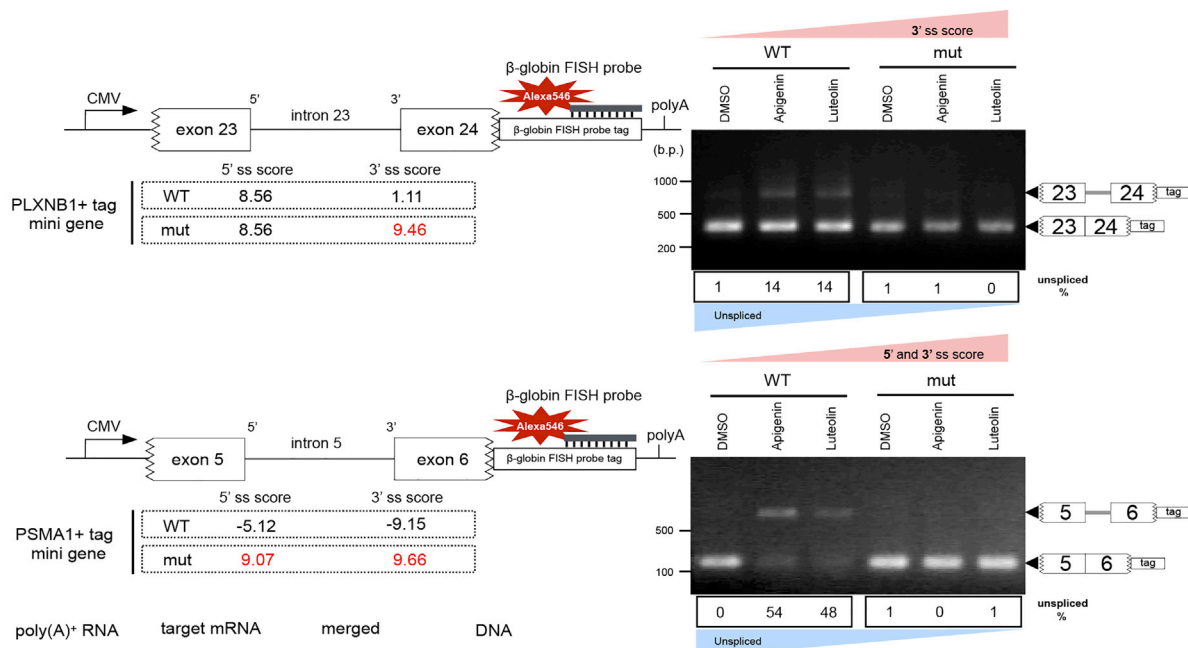 3' ss score
WT mut
DMSO Apigenin Luteolin DMSO Apigenin Luteolin
β-globin FISH probe
CMV 5' 3' Alexa546 polyA
exon 23 intron 23 exon 24 β-globin FISH probe tag
(b.p.)
5' ss score 3' ss score
PLXNB1+ tag
mini gene
WT 8.56 1.11
mut 8.56 9.46
1000 23 24 tag
500
23 24 tag
200
1 14 14 1 1 0 unspliced
%
Unspliced
5' and 3' ss score
WT mut
DMSO Apigenin Luteolin DMSO Apigenin Luteolin
β-globin FISH probe
CMV 5' 3' Alexa546 polyA
exon 5 intron 5 exon 6 β-globin FISH probe tag
5' ss score 3' ss score
PSMA1+ tag
mini gene
WT -5.12 -9.15
mut 9.07 9.66
5 6 tag
500
5 6 tag
100
0 54 48 1 0 1 unspliced
%
Unspliced
poly(A)+ RNA target mRNA merged DNA